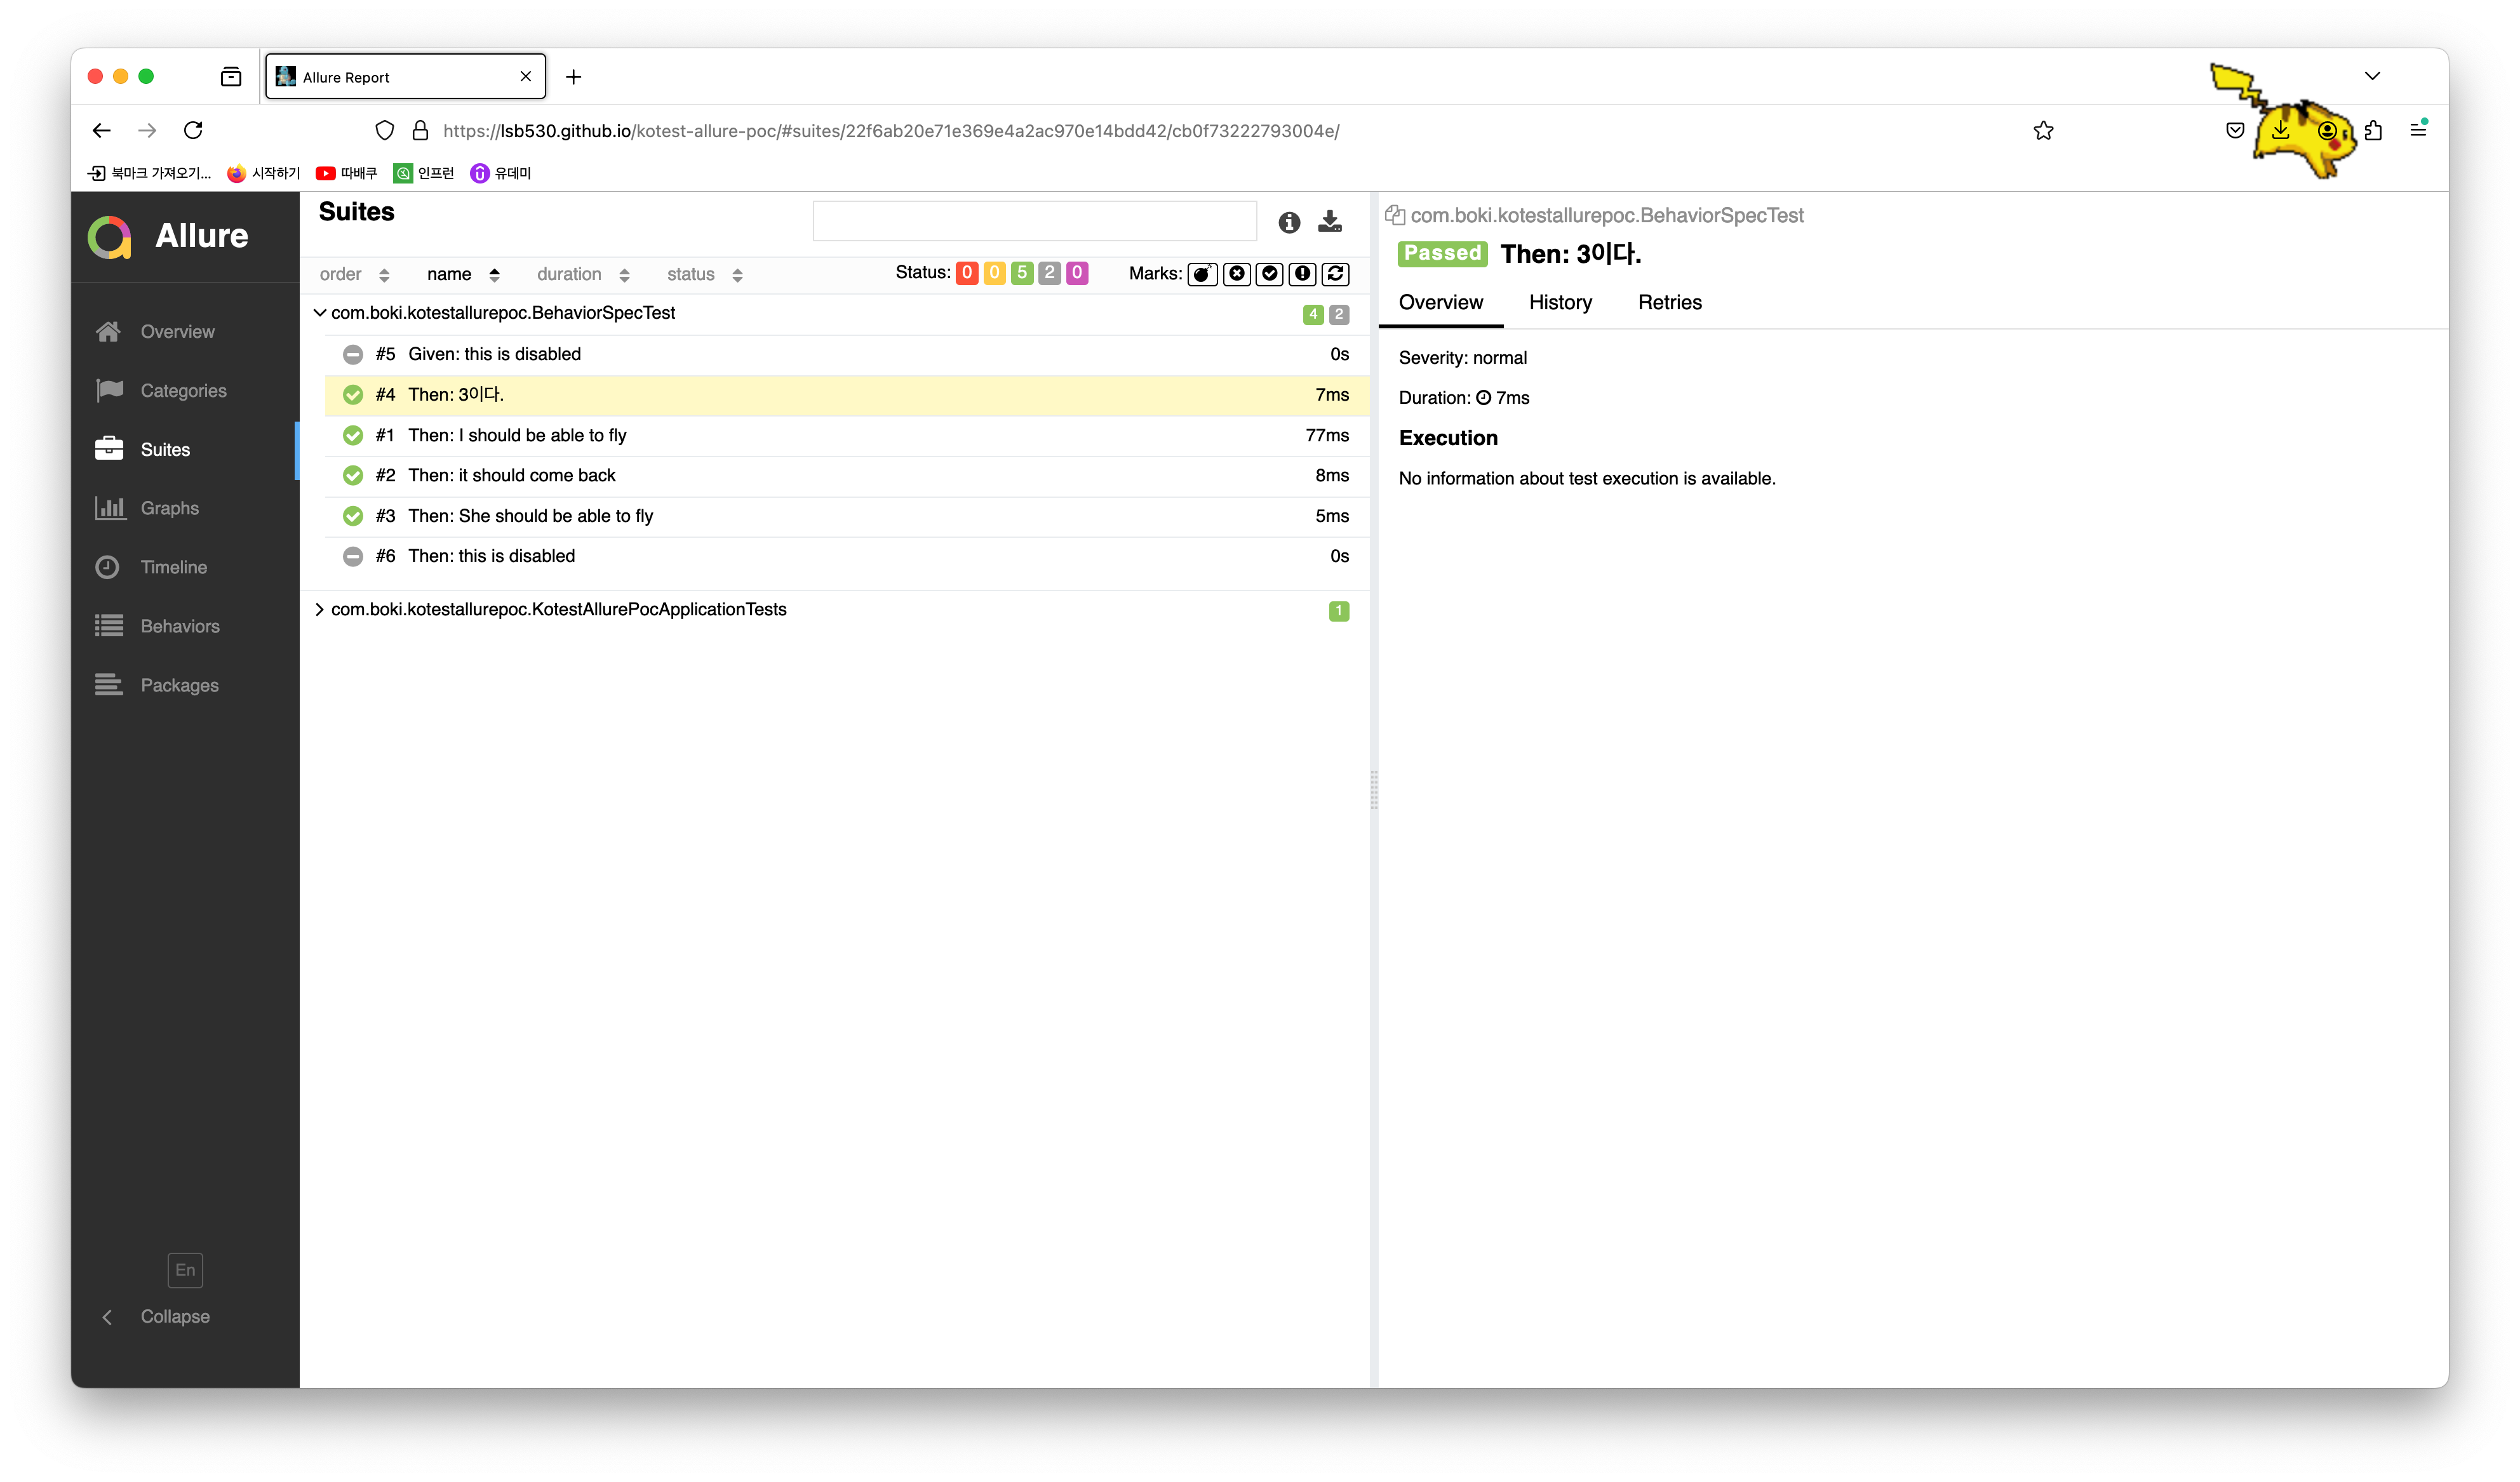 Allure Report
https://lsb530.github.io/kotest-allure-poc/#suites/22f6ab20e71e369e4a2ac970e14bdd42/cb0f73222793004e/
북마크 가져오기... 시작하기 따배쿠 인프런 유데미
Allure
Overview
Categories
Suites
Graphs
Timeline
Behaviors
Packages
En
Collapse
Suites
order name duration status Status: 0 0 5 2 0 Marks:
com.boki.kotestallurepoc.BehaviorSpecTest 4 2
#5 Given: this is disabled 0s
#4 Then: 3이다. 7ms
#1 Then: I should be able to fly 77ms
#2 Then: it should come back 8ms
#3 Then: She should be able to fly 5ms
#6 Then: this is disabled 0s
com.boki.kotestallurepoc.KotestAllurePocApplicationTests 1
com.boki.kotestallurepoc.BehaviorSpecTest
Passed Then: 3이다.
Overview History Retries
Severity: normal
Duration: 7ms
Execution
No information about test execution is available.